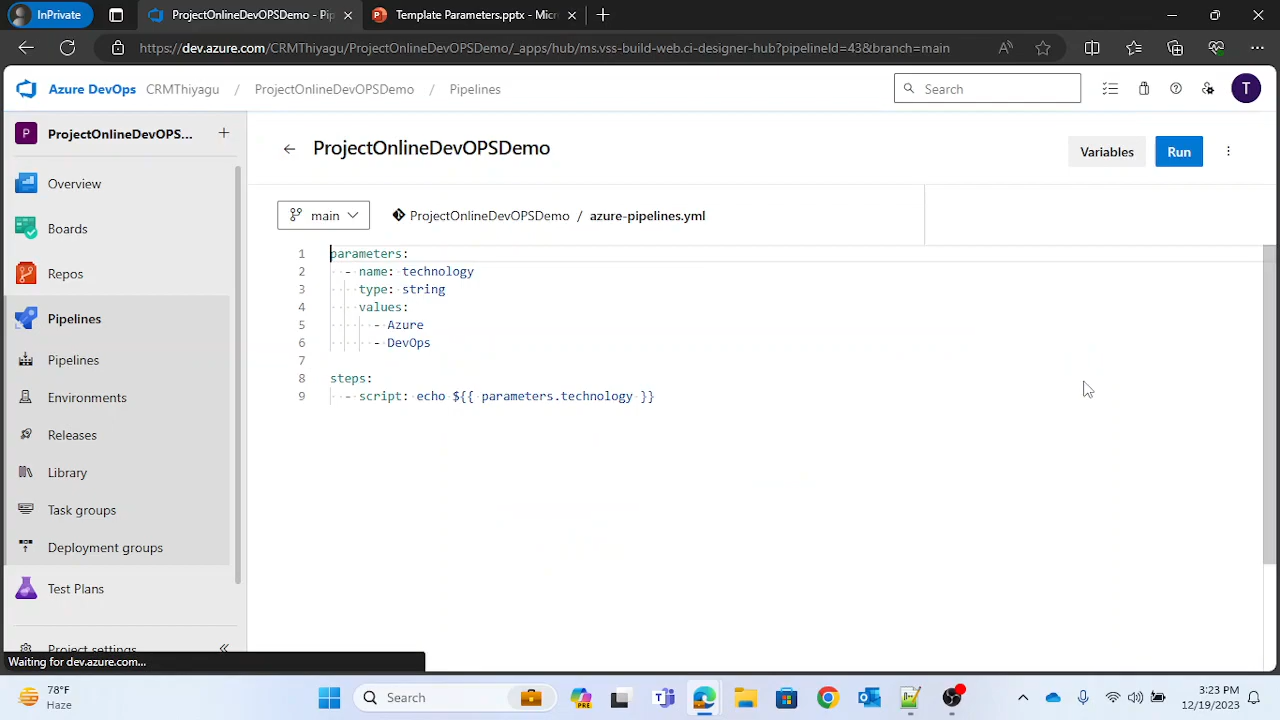 InPrivate
ProjectOnlineDevOPSDemo - Pip
Template Parameters.pptx - Micr
https://dev.azure.com/CRMThiyagu/ProjectOnlineDevOPSDemo/_apps/hub/ms.vss-build-web.ci-designer-hub?pipelineId=43&branch=main
Azure DevOps
CRMThiyagu / ProjectOnlineDevOPSDemo / Pipelines
Search
T
P ProjectOnlineDevOPS...
Overview
Boards
Repos
Pipelines
Pipelines
Environments
Releases
Library
Task groups
Deployment groups
Test Plans
Project settings
ProjectOnlineDevOPSDemo
Variables
Run
main
ProjectOnlineDevOPSDemo / azure-pipelines.yml
1 parameters:
2 - name: technology
3 type: string
4 values:
5 - Azure
6 - DevOps
7
8 steps:
9 - script: echo ${{ parameters.technology }}
Waiting for dev.azure.com...
78°F
Haze
Search
PRE
3:23 PM
12/19/2023